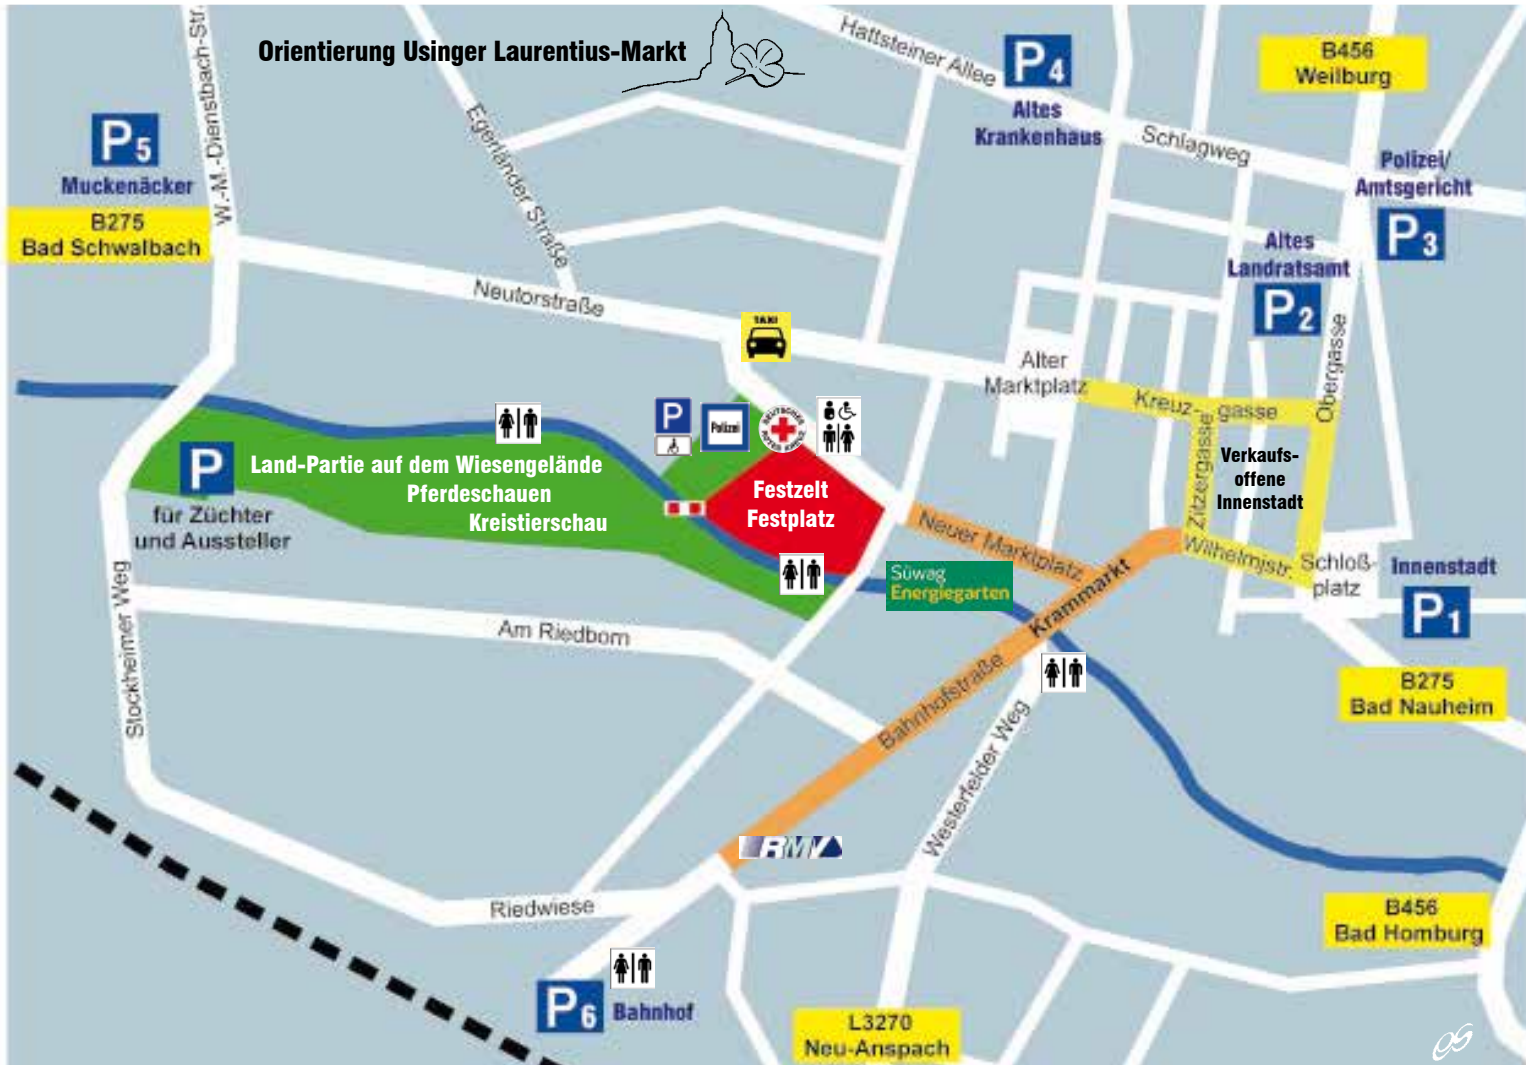 Orientierung Usinger Laurentius-Markt
W.-M.-Dienstbach-Str.
Egerländer Straße
Hattsteiner Allee
P4
Altes
Krankenhaus
B456
Weilburg
Schlagweg
P5
Muckenäcker
B275
Bad Schwalbach
Polizei/
Amtsgericht
P3
Altes
Landratsamt
P2
Neutorstraße
TAXI
Obergasse
Alter
Marktplatz
Kreuz-gasse
P
Polizei
DEUTSCHES
ROTES KREUZ
Zitzergasse
Verkaufs-
offene
Innenstadt
P
für Züchter
und Aussteller
Land-Partie auf dem Wiesengelände
Pferdeschauen
Kreistierschau
Festzelt
Festplatz
Neuer Marktplatz
Wilhelmjstr.
Schloß-
platz
Innenstadt
P1
Süwag
Energiegarten
Krammarkt
Stockheimer Weg
Am Riedborn
Bahnhofstraße
Westerfelder Weg
B275
Bad Nauheim
RMV
Riedwiese
B456
Bad Homburg
P6
Bahnhof
L3270
Neu-Anspach